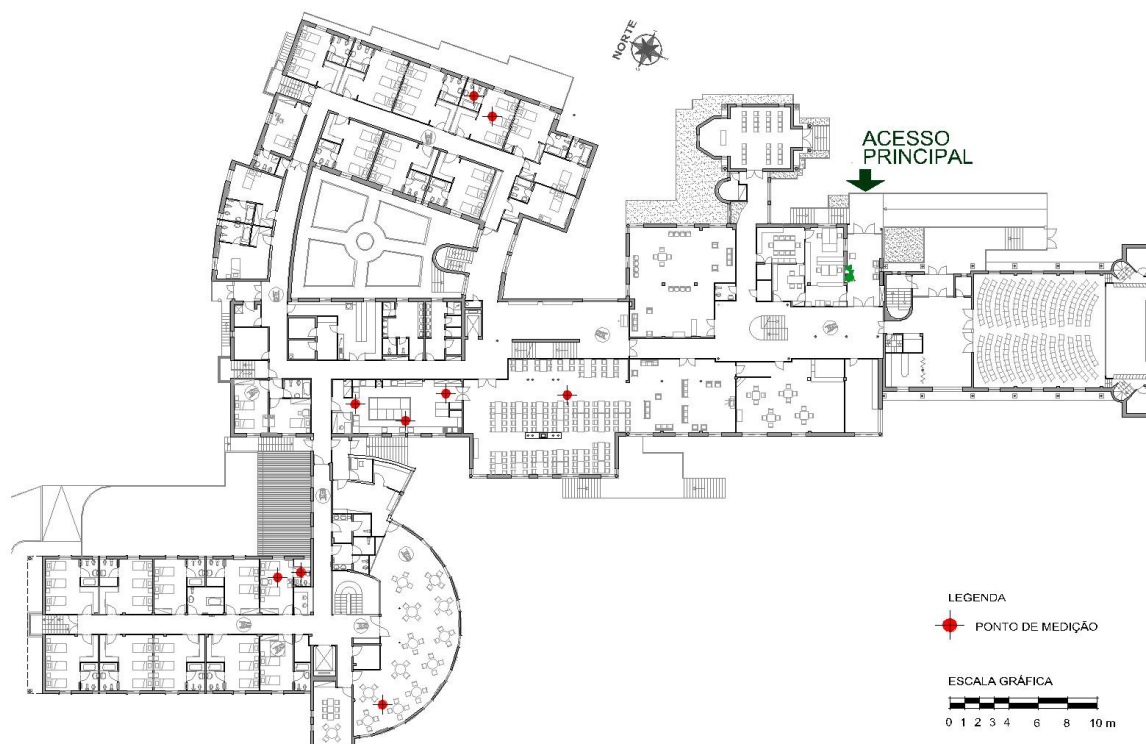 NORTE
ACESSO
PRINCIPAL
LEGENDA
PONTO DE MEDIÇÃO
ESCALA GRÁFICA
0 1 2 3 4 6 8 10 m